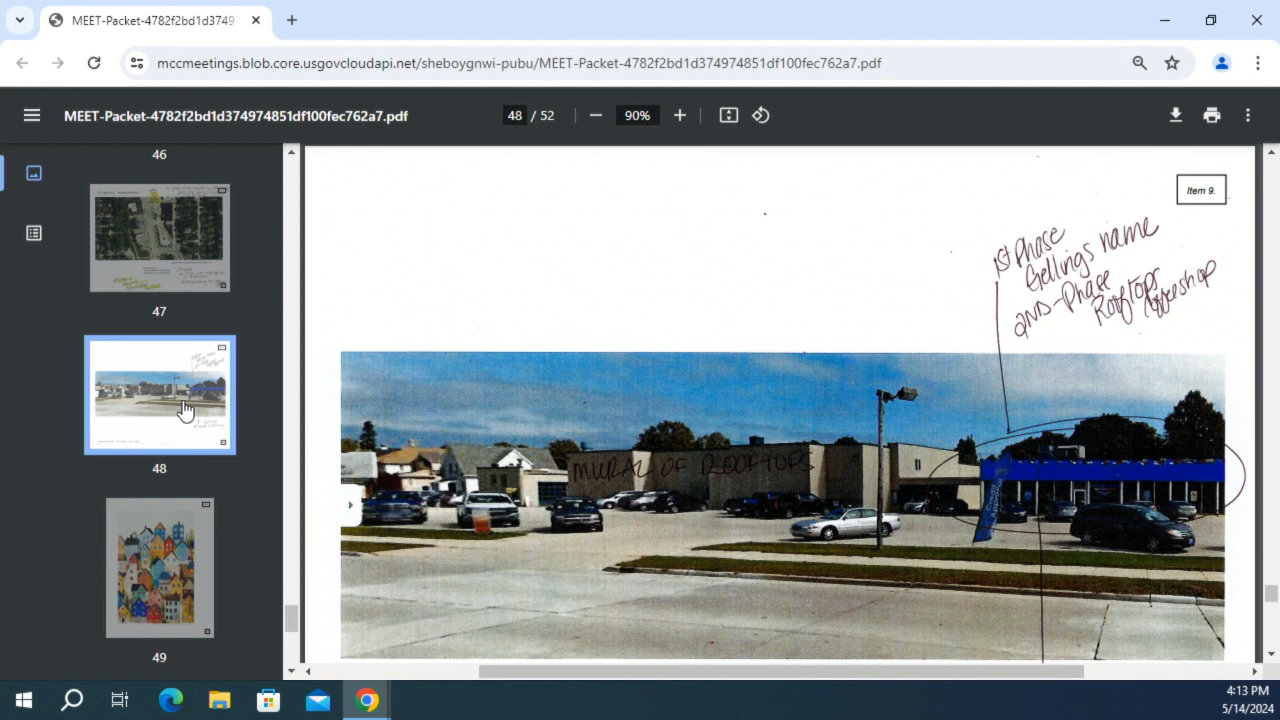 MEET-Packet-4782f2bd1d3749
mccmeetings.blob.core.usgovcloudapi.net/sheboygnwi-pubu/MEET-Packet-4782f2bd1d374974851df100fec762a7.pdf
MEET-Packet-4782f2bd1d374974851df100fec762a7.pdf
48 / 52
90%
46
47
48
49
Item 9.
1st Phase
Gellings name
2ND-Phase
Rooftops
Coffeeshop
MURAL OF ROOFTOPS
4:13 PM
5/14/2024